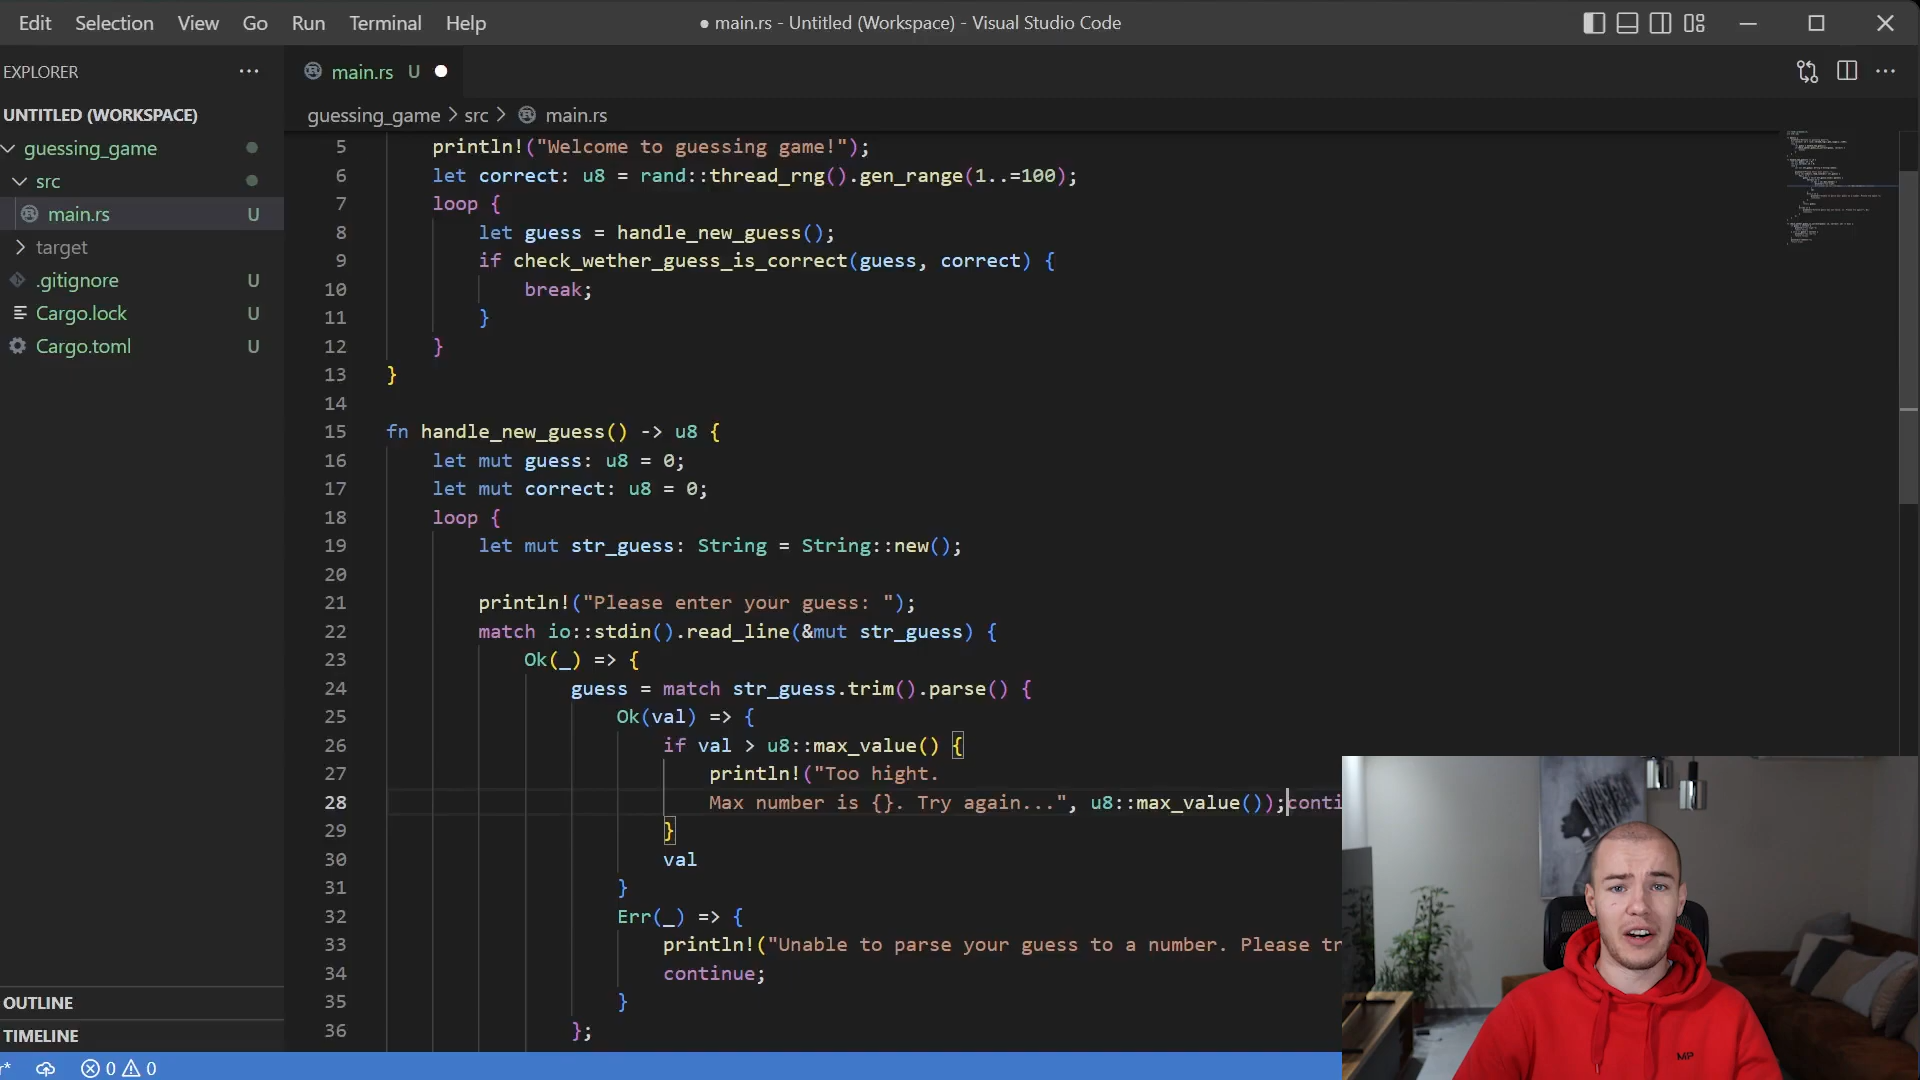 Edit Selection View Go Run Terminal Help ● main.rs - Untitled (Workspace) - Visual Studio Code
EXPLORER
UNTITLED (WORKSPACE)
guessing_game
src
main.rs U
target
.gitignore U
Cargo.lock U
Cargo.toml U
OUTLINE
TIMELINE
main.rs U
guessing_game > src > main.rs
5 println!("Welcome to guessing game!");
6 let correct: u8 = rand::thread_rng().gen_range(1..=100);
7 loop {
8 let guess = handle_new_guess();
9 if check_wether_guess_is_correct(guess, correct) {
10 break;
11 }
12 }
13 }
14
15 fn handle_new_guess() -> u8 {
16 let mut guess: u8 = 0;
17 let mut correct: u8 = 0;
18 loop {
19 let mut str_guess: String = String::new();
20
21 println!("Please enter your guess: ");
22 match io::stdin().read_line(&mut str_guess) {
23 Ok(_) => {
24 guess = match str_guess.trim().parse() {
25 Ok(val) => {
26 if val > u8::max_value() {
27 println!("Too hight.
28 Max number is {}. Try again...", u8::max_value());conti
29 }
30 val
31 }
32 Err(_) => {
33 println!("Unable to parse your guess to a number. Please tr
34 continue;
35 }
36 };
0 0
MP